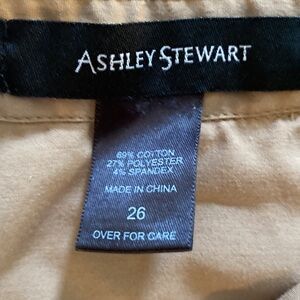 ASHLEY STEWART
69% COTTON
27% POLYESTER
4% SPANDEX
MADE IN CHINA
26
OVER FOR CARE